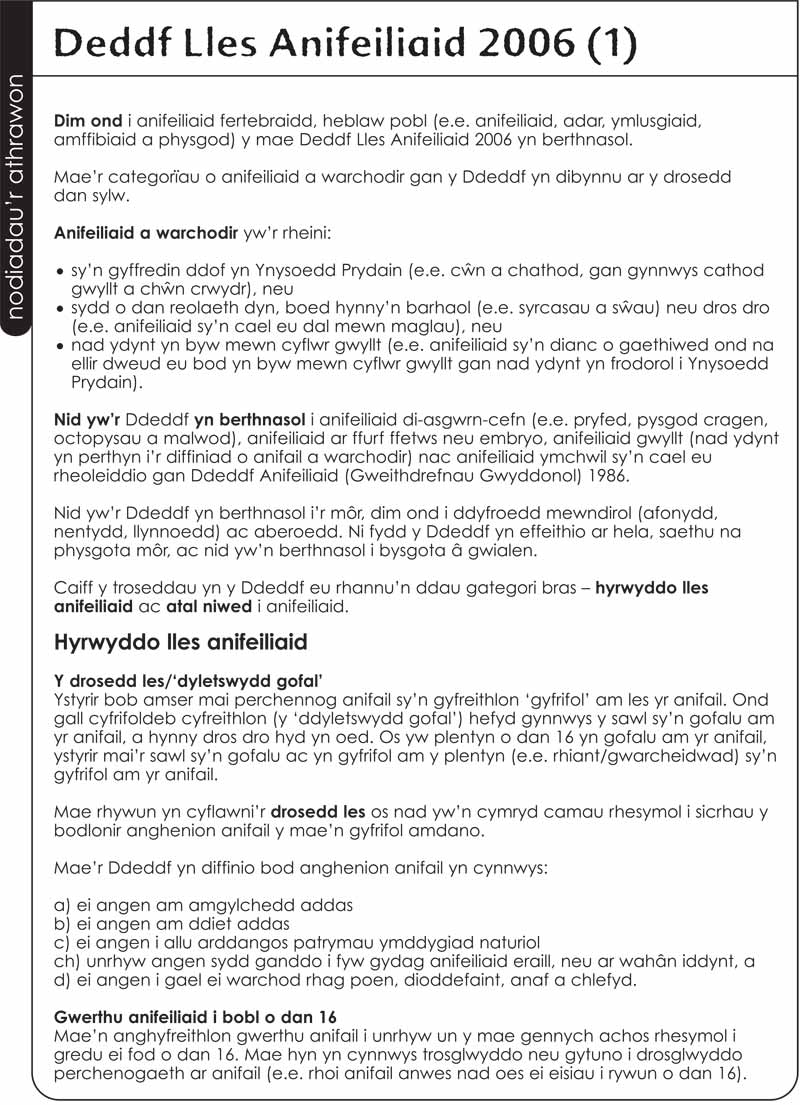 Deddf Lles Anifeiliaid 2006 (1)
nodiadau'r athrawon
Dim ond i anifeiliaid fertebraidd, heblaw pobl (e.e. anifeiliaid, adar, ymlusgiaid,
amffibiaid a physgod) y mae Deddf Lles Anifeiliaid 2006 yn berthnasol.
Mae'r categorïau o anifeiliaid a warchodir gan y Ddeddf yn dibynnu ar y drosedd
dan sylw.
Anifeiliaid a warchodir yw'r rheini:
• sy'n gyffredin ddof yn Ynysoedd Prydain (e.e. cŵn a chathod, gan gynnwys cathod
gwyllt a chŵn crwydr), neu
• sydd o dan reolaeth dyn, boed hynny'n barhaol (e.e. syrcasau a sŵau) neu dros dro
(e.e. anifeiliaid sy'n cael eu dal mewn maglau), neu
• nad ydynt yn byw mewn cyflwr gwyllt (e.e. anifeiliaid sy'n dianc o gaethiwed ond na
ellir dweud eu bod yn byw mewn cyflwr gwyllt gan nad ydynt yn frodorol i Ynysoedd
Prydain).
Nid yw'r Ddeddf yn berthnasol i anifeiliaid di-asgwrn-cefn (e.e. pryfed, pysgod cragen,
octopysau a malwod), anifeiliaid ar ffurf ffetws neu embryo, anifeiliaid gwyllt (nad ydynt
yn perthyn i'r diffiniad o anifail a warchodir) nac anifeiliaid ymchwil sy'n cael eu
rheoleiddio gan Ddeddf Anifeiliaid (Gweithdrefnau Gwyddonol) 1986.
Nid yw'r Ddeddf yn berthnasol i'r môr, dim ond i ddyfroedd mewndirol (afonydd,
nentydd, llynnoedd) ac aberoedd. Ni fydd y Ddeddf yn effeithio ar hela, saethu na
physgota môr, ac nid yw'n berthnasol i bysgota â gwialen.
Caiff y troseddau yn y Ddeddf eu rhannu'n ddau gategori bras – hyrwyddo lles
anifeiliaid ac atal niwed i anifeiliaid.
Hyrwyddo lles anifeiliaid
Y drosedd les/'dyletswydd gofal'
Ystyrir bob amser mai perchennog anifail sy'n gyfreithlon 'gyfrifol' am les yr anifail. Ond
gall cyfrifoldeb cyfreithlon (y 'ddyletswydd gofal') hefyd gynnwys y sawl sy'n gofalu am
yr anifail, a hynny dros dro hyd yn oed. Os yw plentyn o dan 16 yn gofalu am yr anifail,
ystyrir mai'r sawl sy'n gofalu ac yn gyfrifol am y plentyn (e.e. rhiant/gwarcheidwad) sy'n
gyfrifol am yr anifail.
Mae rhywun yn cyflawni'r drosedd les os nad yw'n cymryd camau rhesymol i sicrhau y
bodlonir anghenion anifail y mae'n gyfrifol amdano.
Mae'r Ddeddf yn diffinio bod anghenion anifail yn cynnwys:
a) ei angen am amgylchedd addas
b) ei angen am ddiet addas
c) ei angen i allu arddangos patrymau ymddygiad naturiol
ch) unrhyw angen sydd ganddo i fyw gydag anifeiliaid eraill, neu ar wahân iddynt, a
d) ei angen i gael ei warchod rhag poen, dioddefaint, anaf a chlefyd.
Gwerthu anifeiliaid i bobl o dan 16
Mae'n anghyfreithlon gwerthu anifail i unrhyw un y mae gennych achos rhesymol i
gredu ei fod o dan 16. Mae hyn yn cynnwys trosglwyddo neu gytuno i drosglwyddo
perchenogaeth ar anifail (e.e. rhoi anifail anwes nad oes ei eisiau i rywun o dan 16).